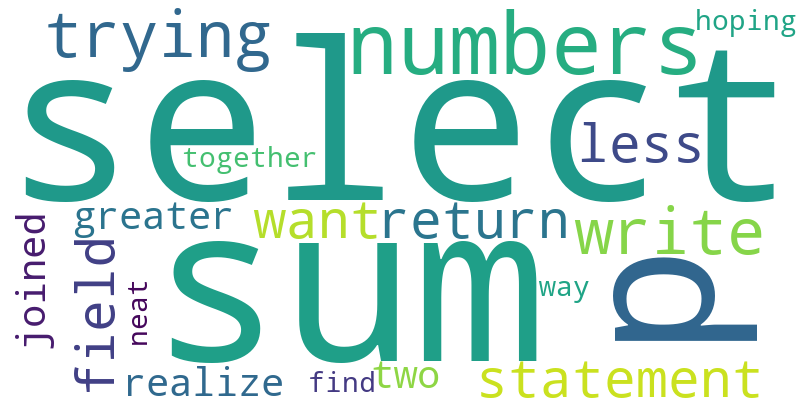 trying
numbers
hoping
select
less
together
greater
want
return
write
joined
field
neat
sum
way
p
realize
find
two
statement